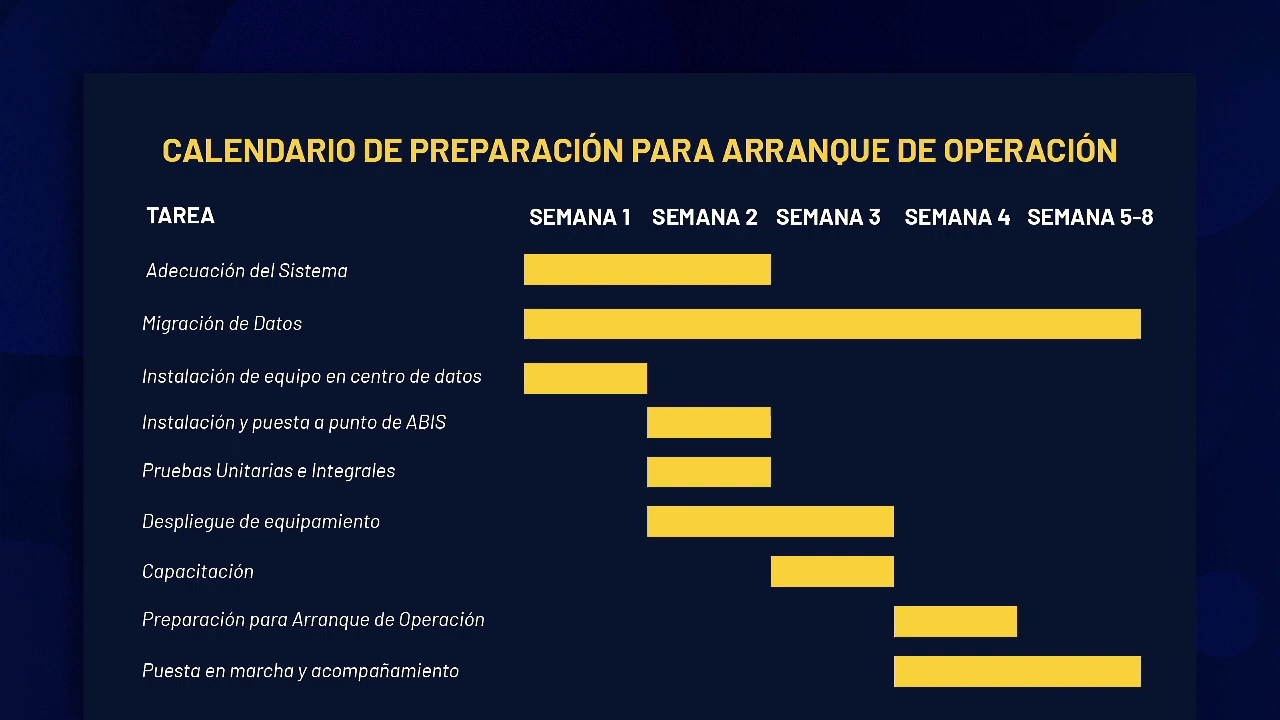 CALENDARIO DE PREPARACIÓN PARA ARRANQUE DE OPERACIÓN
TAREA SEMANA 1 SEMANA 2 SEMANA 3 SEMANA 4 SEMANA 5-8
Adecuación del Sistema
Migración de Datos
Instalación de equipo en centro de datos
Instalación y puesta a punto de ABIS
Pruebas Unitarias e Integrales
Despliegue de equipamiento
Capacitación
Preparación para Arranque de Operación
Puesta en marcha y acompañamiento